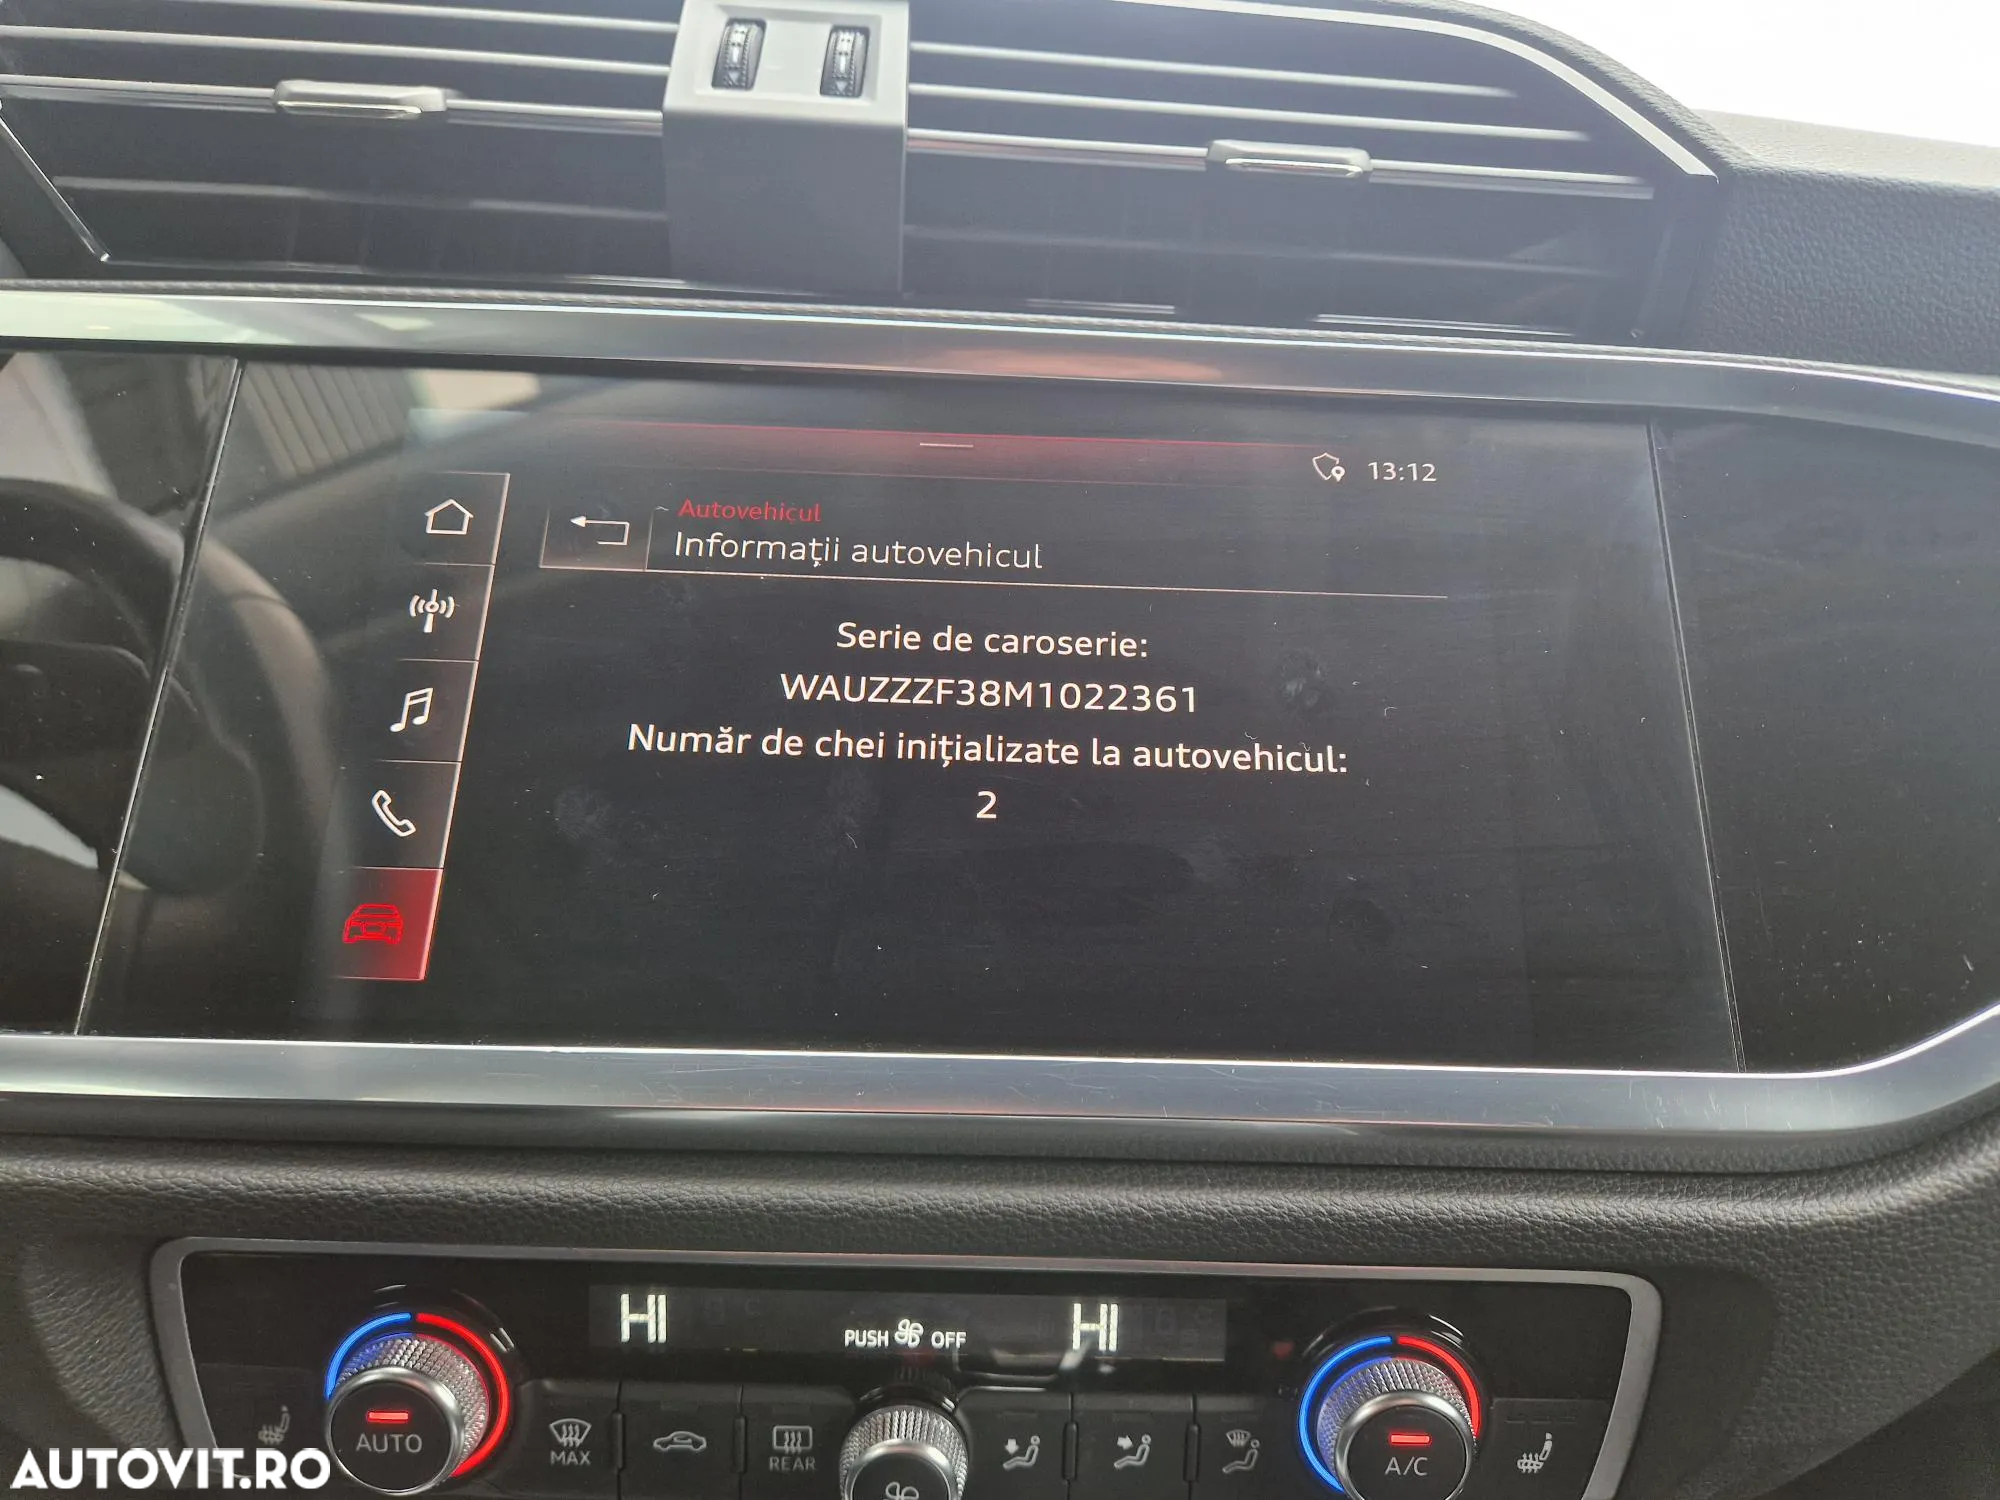 13:12
Autovehicul
Informații autovehicul
Serie de caroserie:
WAUZZZF38M1022361
Număr de chei inițializate la autovehicul:
2
HI
PUSH OFF
HI
AUTO
MAX
REAR
A/C
AUTOVIT.RO